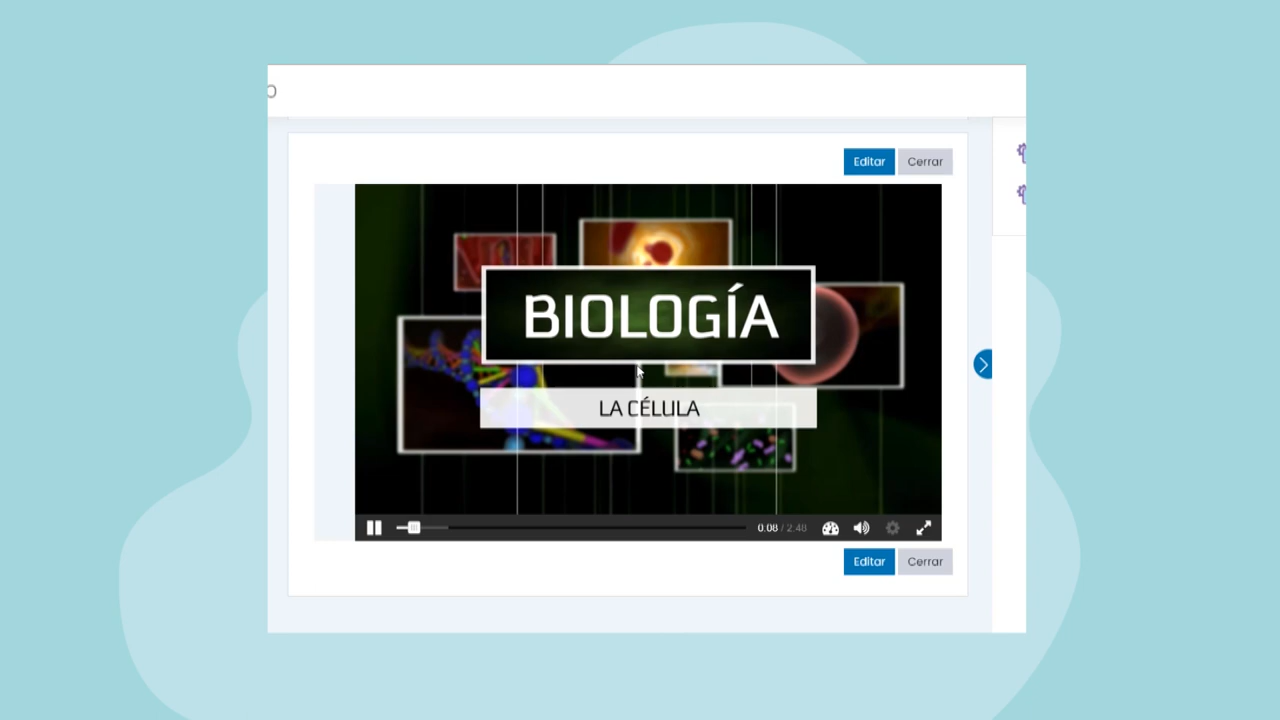 Editar Cerrar
BIOLOGÍA
LA CÉLULA
0:08 / 2:48
Editar Cerrar